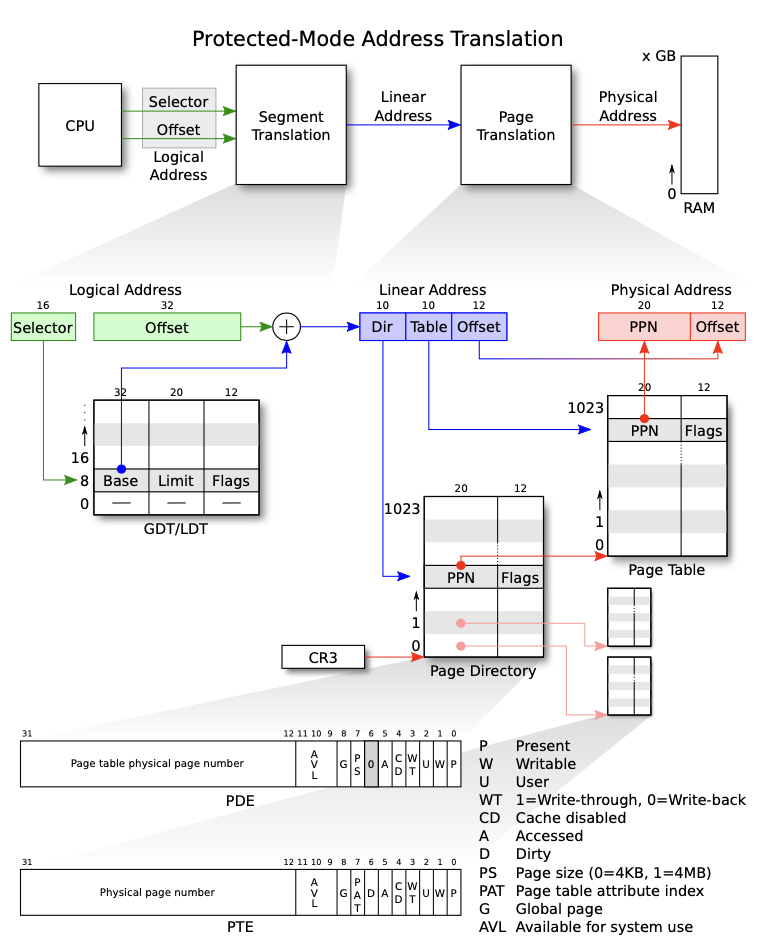 Protected-Mode Address Translation
x GB
CPU
Selector
Offset
Logical
Address
Segment
Translation
Linear
Address
Page
Translation
Physical
Address
0
RAM
Logical Address
Linear Address
Physical Address
16
32
10
10
12
20
12
Selector
Offset
+
Dir
Table
Offset
PPN
Offset
32
20
12
16
8
0
Base
Limit
Flags
— — —
GDT/LDT
20
12
1023
PPN
Flags
1
0
Page Table
20
12
1023
PPN
Flags
1
0
Page Directory
CR3
31
12 11 10 9 8 7 6 5 4 3 2 1 0
Page table physical page number
AVL
G
PS
0
A
CD
WT
U
W
P
PDE
31
12 11 10 9 8 7 6 5 4 3 2 1 0
Physical page number
AVL
G
PAT
D
A
CD
WT
U
W
P
PTE
P Present
W Writable
U User
WT 1=Write-through, 0=Write-back
CD Cache disabled
A Accessed
D Dirty
PS Page size (0=4KB, 1=4MB)
PAT Page table attribute index
G Global page
AVL Available for system use